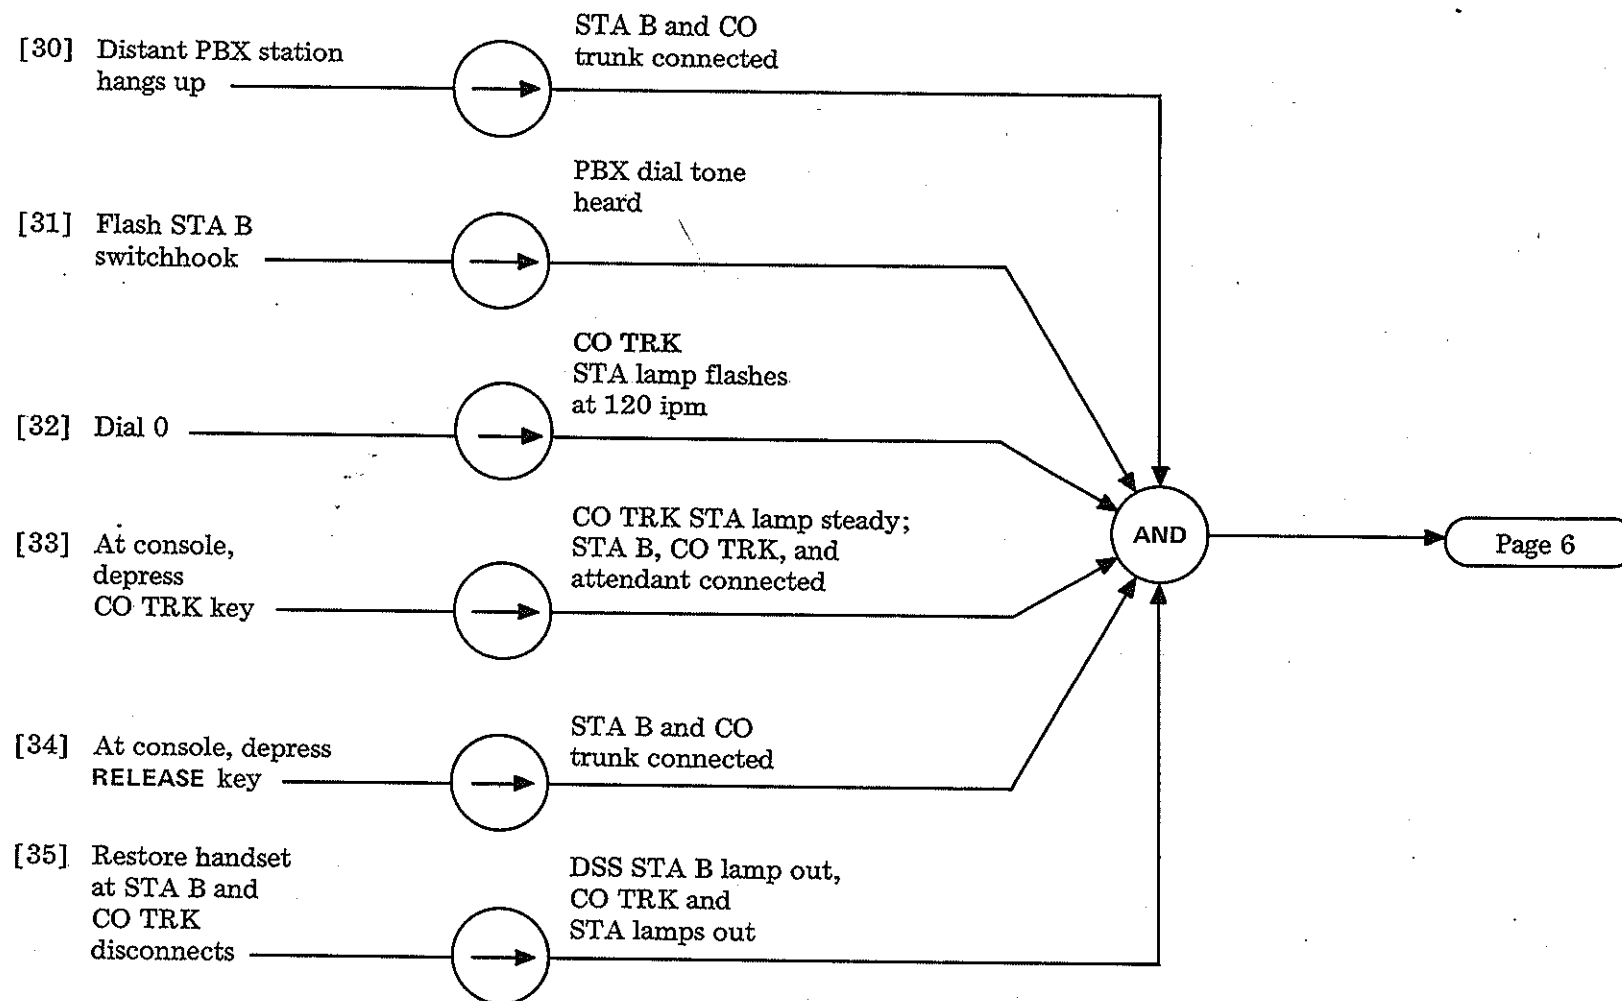 [30] Distant PBX station
hangs up
STA B and CO
trunk connected
[31] Flash STA B
switchhook
PBX dial tone
heard
[32] Dial 0
CO TRK
STA lamp flashes
at 120 ipm
[33] At console,
depress
CO TRK key
CO TRK STA lamp steady;
STA B, CO TRK, and
attendant connected
[34] At console, depress
RELEASE key
STA B and CO
trunk connected
[35] Restore handset
at STA B and
CO TRK
disconnects
DSS STA B lamp out,
CO TRK and
STA lamps out
AND
Page 6